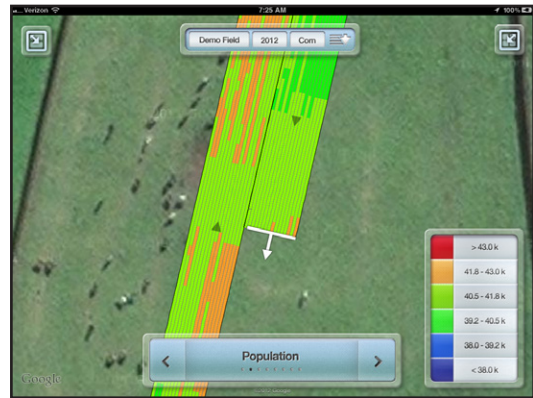 Verizon
7:25 AM
100%
Demo Field
2012
Corn
> 43.0 k
41.8 - 43.0 k
40.5 - 41.8 k
39.2 - 40.5 k
38.0 - 39.2 k
< 38.0 k
Population
Google